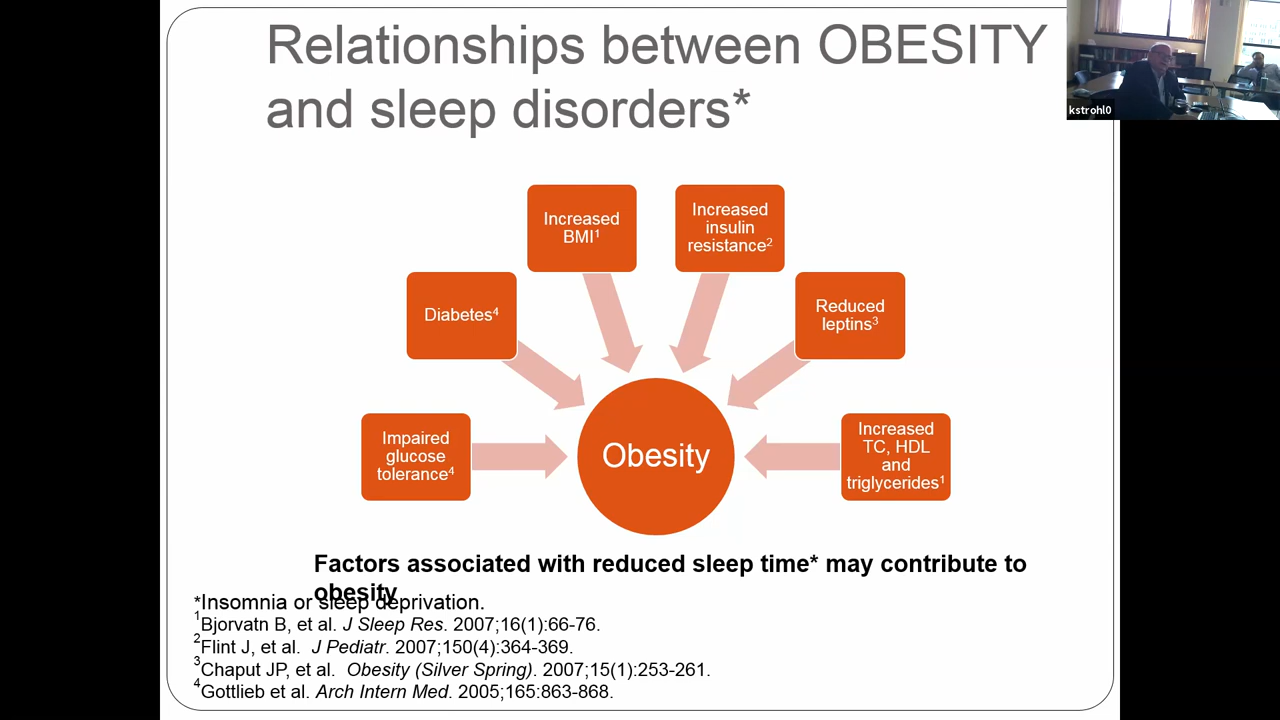 Relationships between OBESITY
and sleep disorders*
kstrohl0
Increased
BMI¹
Increased
insulin
resistance²
Diabetes⁴
Reduced
leptins³
Impaired
glucose
tolerance⁴
Obesity
Increased
TC, HDL
and
triglycerides¹
Factors associated with reduced sleep time* may contribute to
obesity
*Insomnia or sleep deprivation.
¹Bjorvatn B, et al. J Sleep Res. 2007;16(1):66-76.
²Flint J, et al. J Pediatr. 2007;150(4):364-369.
³Chaput JP, et al. Obesity (Silver Spring). 2007;15(1):253-261.
⁴Gottlieb et al. Arch Intern Med. 2005;165:863-868.